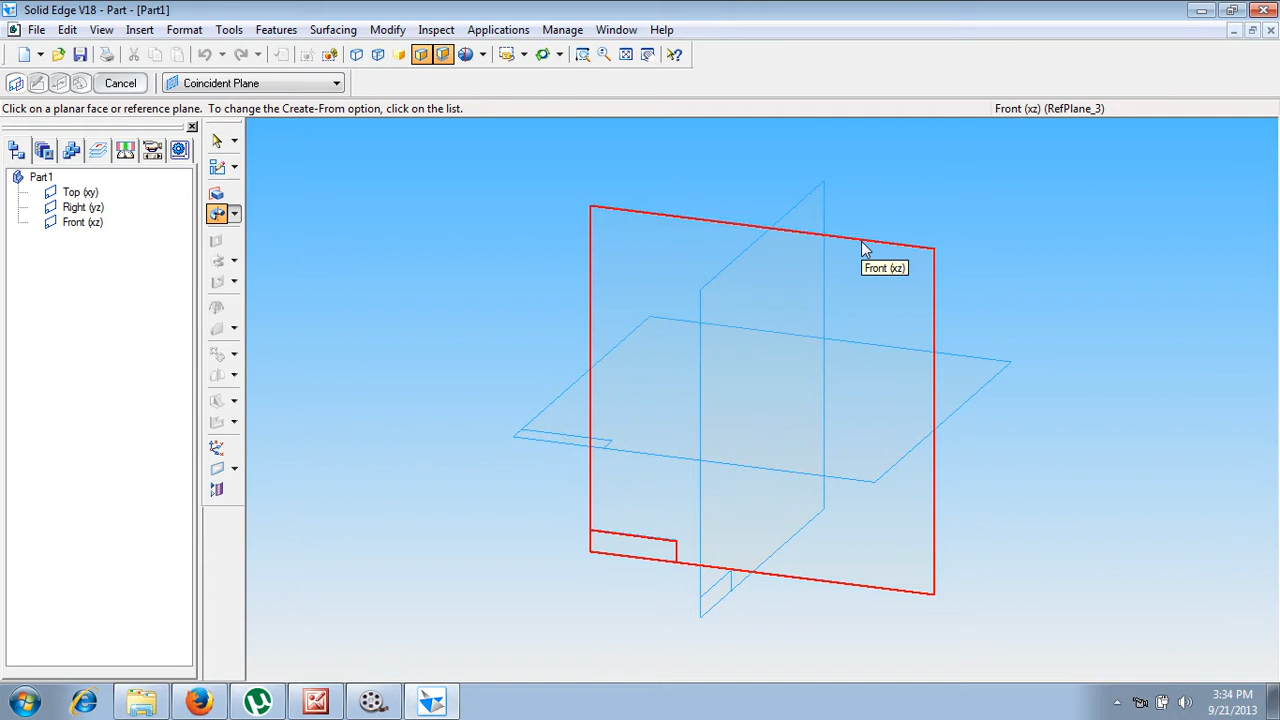 Solid Edge V18 - Part - [Part1]
File Edit View Insert Format Tools Features Surfacing Modify Inspect Applications Manage Window Help
Cancel Coincident Plane
Click on a planar face or reference plane. To change the Create-From option, click on the list. Front (xz) (RefPlane_3)
Part1
Top (xy)
Right (yz)
Front (xz)
Front (xz)
3:34 PM
9/21/2013